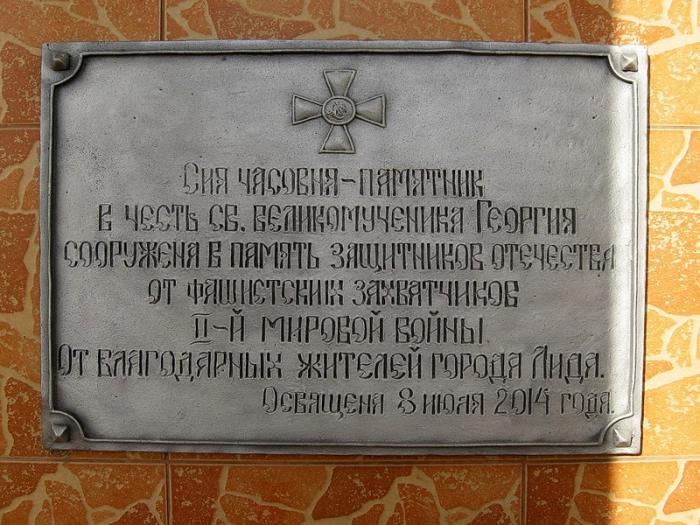 Сия часовня-памятник
в честь св. великомученика Георгия
сооружена в память защитников отечества
от фашистских захватчиков
II-й мировой войны.
От благодарных жителей города Лида.
Освящена 8 июля 2014 года.